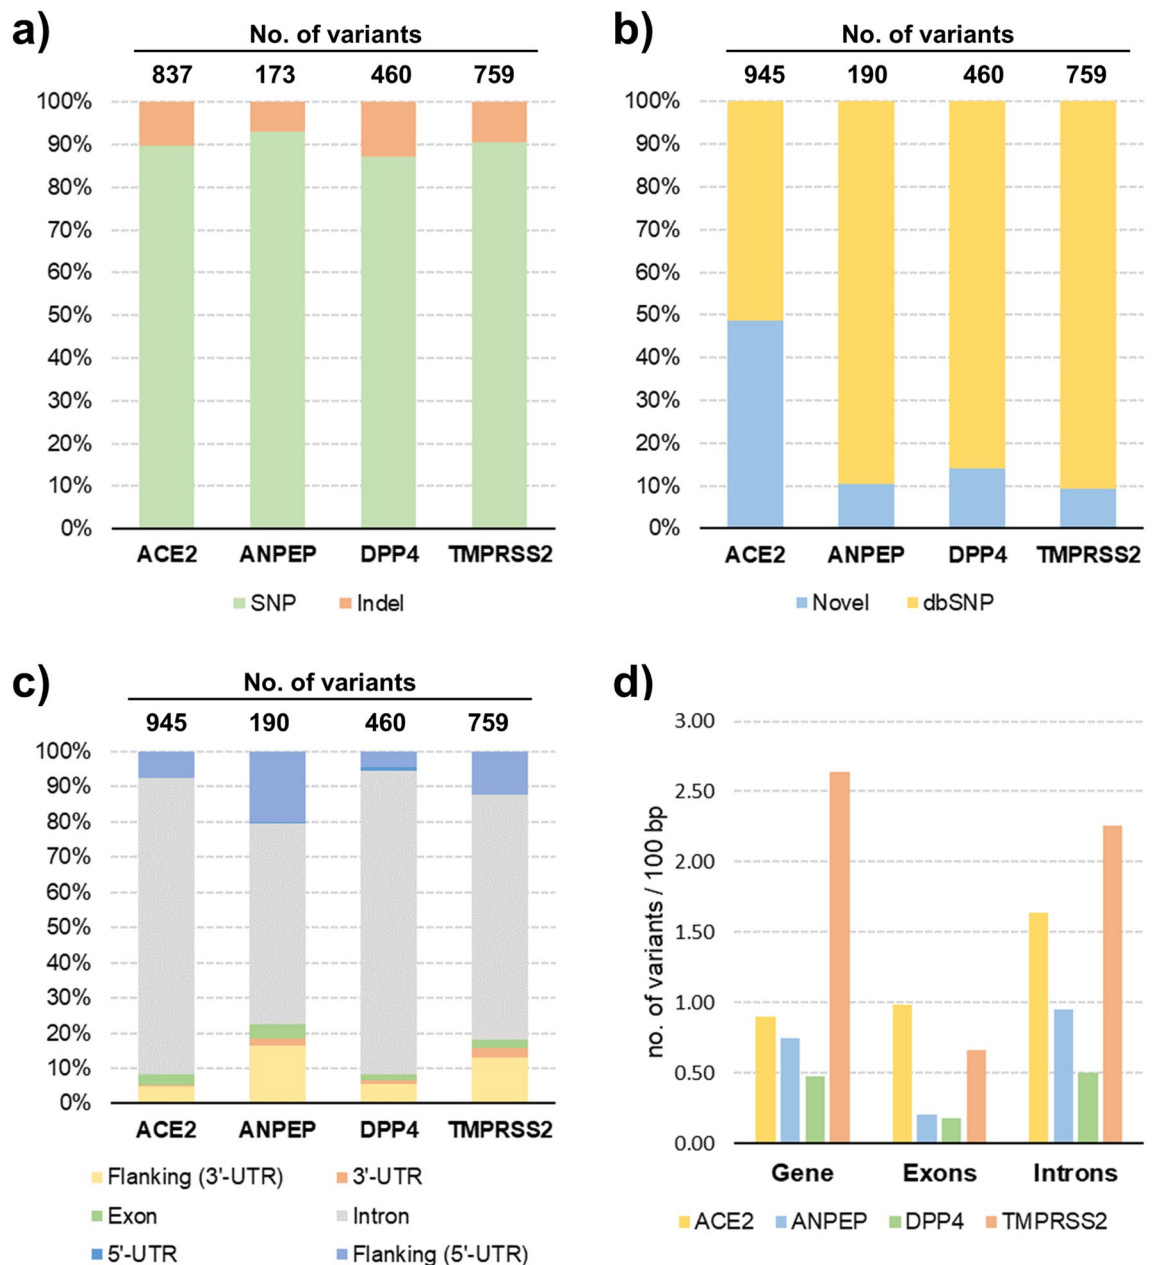 a)
No. of variants
837 173 460 759
100%
90%
80%
70%
60%
50%
40%
30%
20%
10%
0%
ACE2 ANPEP DPP4 TMPRSS2
SNP Indel
b)
No. of variants
945 190 460 759
100%
90%
80%
70%
60%
50%
40%
30%
20%
10%
0%
ACE2 ANPEP DPP4 TMPRSS2
Novel dbSNP
c)
No. of variants
945 190 460 759
100%
90%
80%
70%
60%
50%
40%
30%
20%
10%
0%
ACE2 ANPEP DPP4 TMPRSS2
Flanking (3'-UTR) 3'-UTR
Exon Intron
5'-UTR Flanking (5'-UTR)
d)
no. of variants / 100 bp
3.00
2.50
2.00
1.50
1.00
0.50
0.00
Gene Exons Introns
ACE2 ANPEP DPP4 TMPRSS2